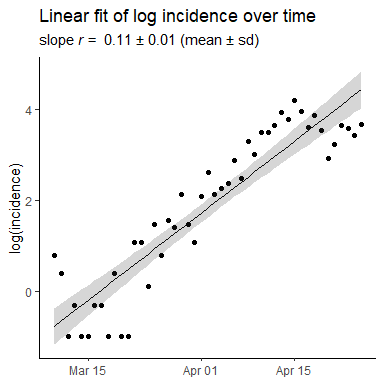 Linear fit of log incidence over time
slope r = 0.11 ± 0.01 (mean ± sd)
log(incidence)
4
2
0
Mar 15 Apr 01 Apr 15